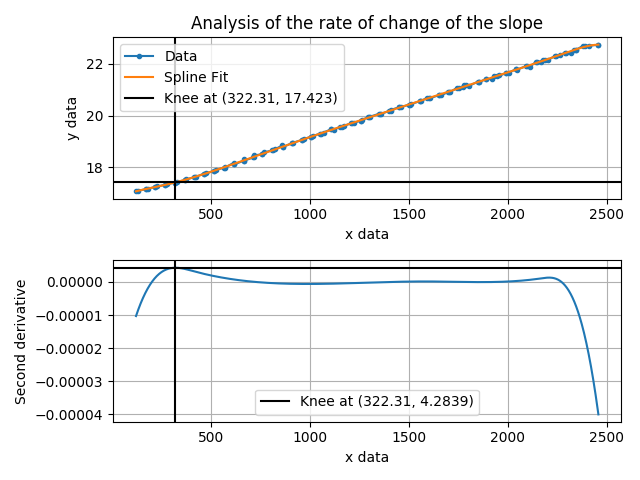 Analysis of the rate of change of the slope
Data
Spline Fit
Knee at (322.31, 17.423)
y data
22
20
18
500
1000
1500
2000
2500
x data
Second derivative
0.00000
−0.00001
−0.00002
−0.00003
−0.00004
Knee at (322.31, 4.2839)
500
1000
1500
2000
2500
x data